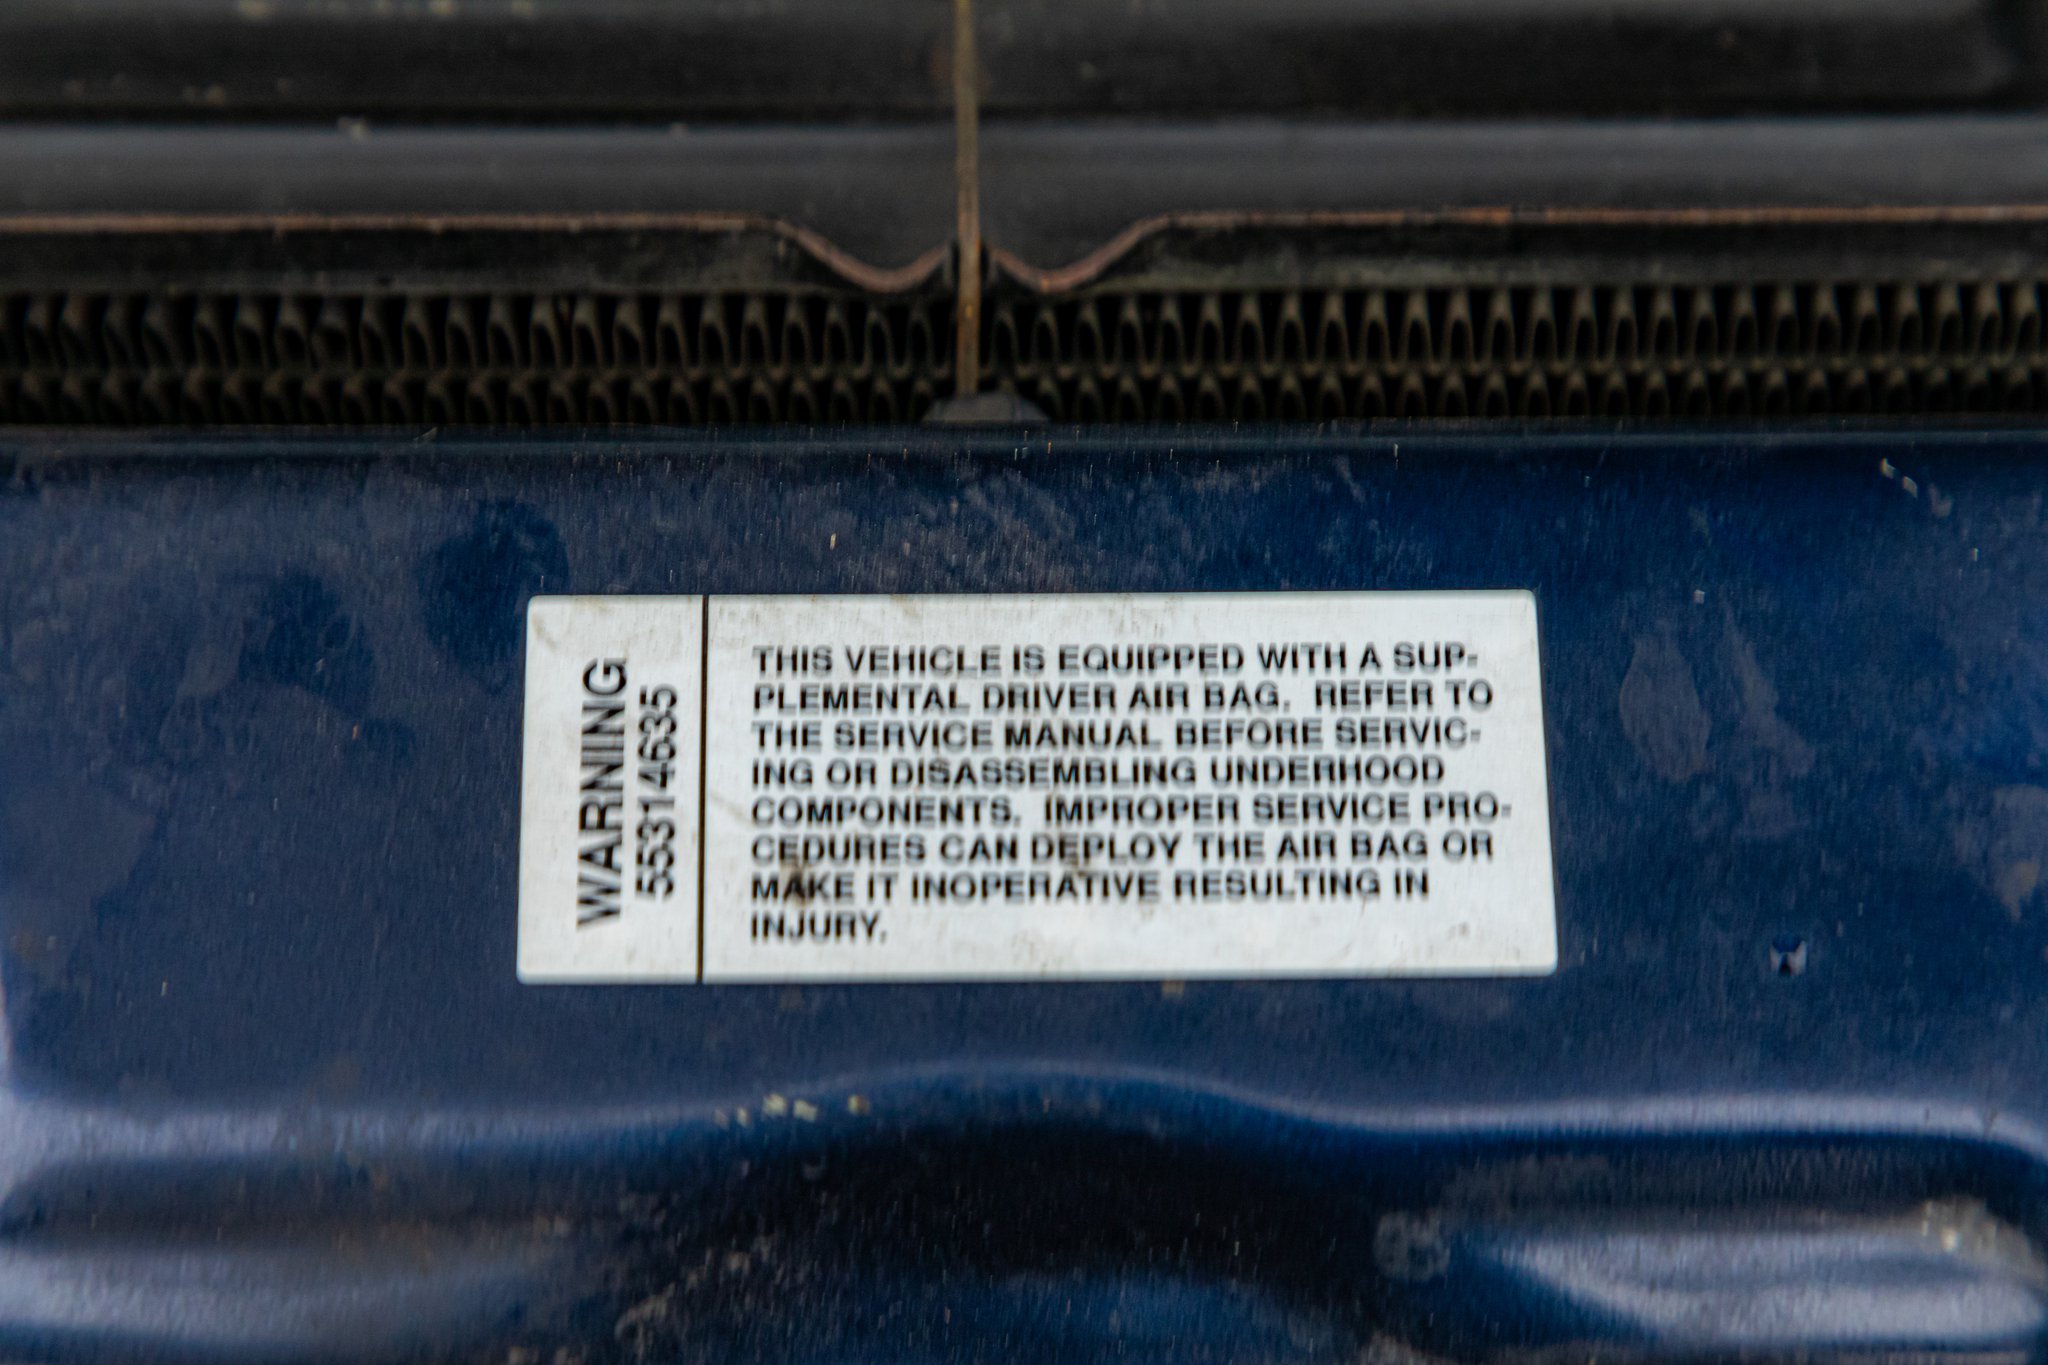 WARNING
55314635
THIS VEHICLE IS EQUIPPED WITH A SUP-
PLEMENTAL DRIVER AIR BAG. REFER TO
THE SERVICE MANUAL BEFORE SERVIC-
ING OR DISASSEMBLING UNDERHOOD
COMPONENTS. IMPROPER SERVICE PRO-
CEDURES CAN DEPLOY THE AIR BAG OR
MAKE IT INOPERATIVE RESULTING IN
INJURY.